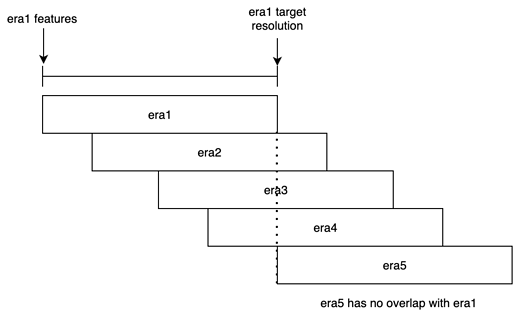 era1 features
era1 target
resolution
era1
era2
era3
era4
era5
era5 has no overlap with era1